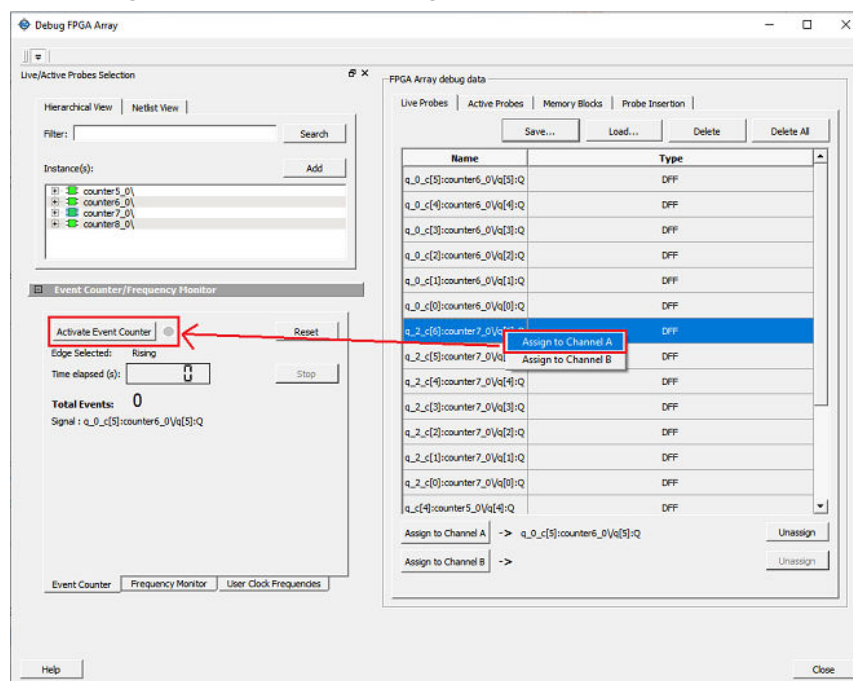 Debug FPGA Array
Live/Active Probes Selection
Hierarchical View Netlist View
Filter: Search
Instance(s): Add
counter5_0\
counter6_0\
counter7_0\
counter8_0\
Event Counter/Frequency Monitor
Activate Event Counter Reset
Edge Selected: Rising
Time elapsed (s): 0 Stop
Total Events: 0
Signal : q_0_c[5]:counter6_0\/q[5]:Q
Event Counter Frequency Monitor User Clock Frequencies
FPGA Array debug data
Live Probes Active Probes Memory Blocks Probe Insertion
Save... Load... Delete Delete All
Name Type
q_0_c[5]:counter6_0\/q[5]:Q DFF
q_0_c[4]:counter6_0\/q[4]:Q DFF
q_0_c[3]:counter6_0\/q[3]:Q DFF
q_0_c[2]:counter6_0\/q[2]:Q DFF
q_0_c[1]:counter6_0\/q[1]:Q DFF
q_0_c[0]:counter6_0\/q[0]:Q DFF
q_2_c[6]:counter7_0\/q DFF
Assign to Channel A
Assign to Channel B
q_2_c[5]:counter7_0\/q[ DFF
q_2_c[4]:counter7_0\/q[4]:Q DFF
q_2_c[3]:counter7_0\/q[3]:Q DFF
q_2_c[2]:counter7_0\/q[2]:Q DFF
q_2_c[1]:counter7_0\/q[1]:Q DFF
q_2_c[0]:counter7_0\/q[0]:Q DFF
q_c[4]:counter5_0\/q[4]:Q DFF
Assign to Channel A -> q_0_c[5]:counter6_0\/q[5]:Q Unassign
Assign to Channel B -> Unassign
Help Close